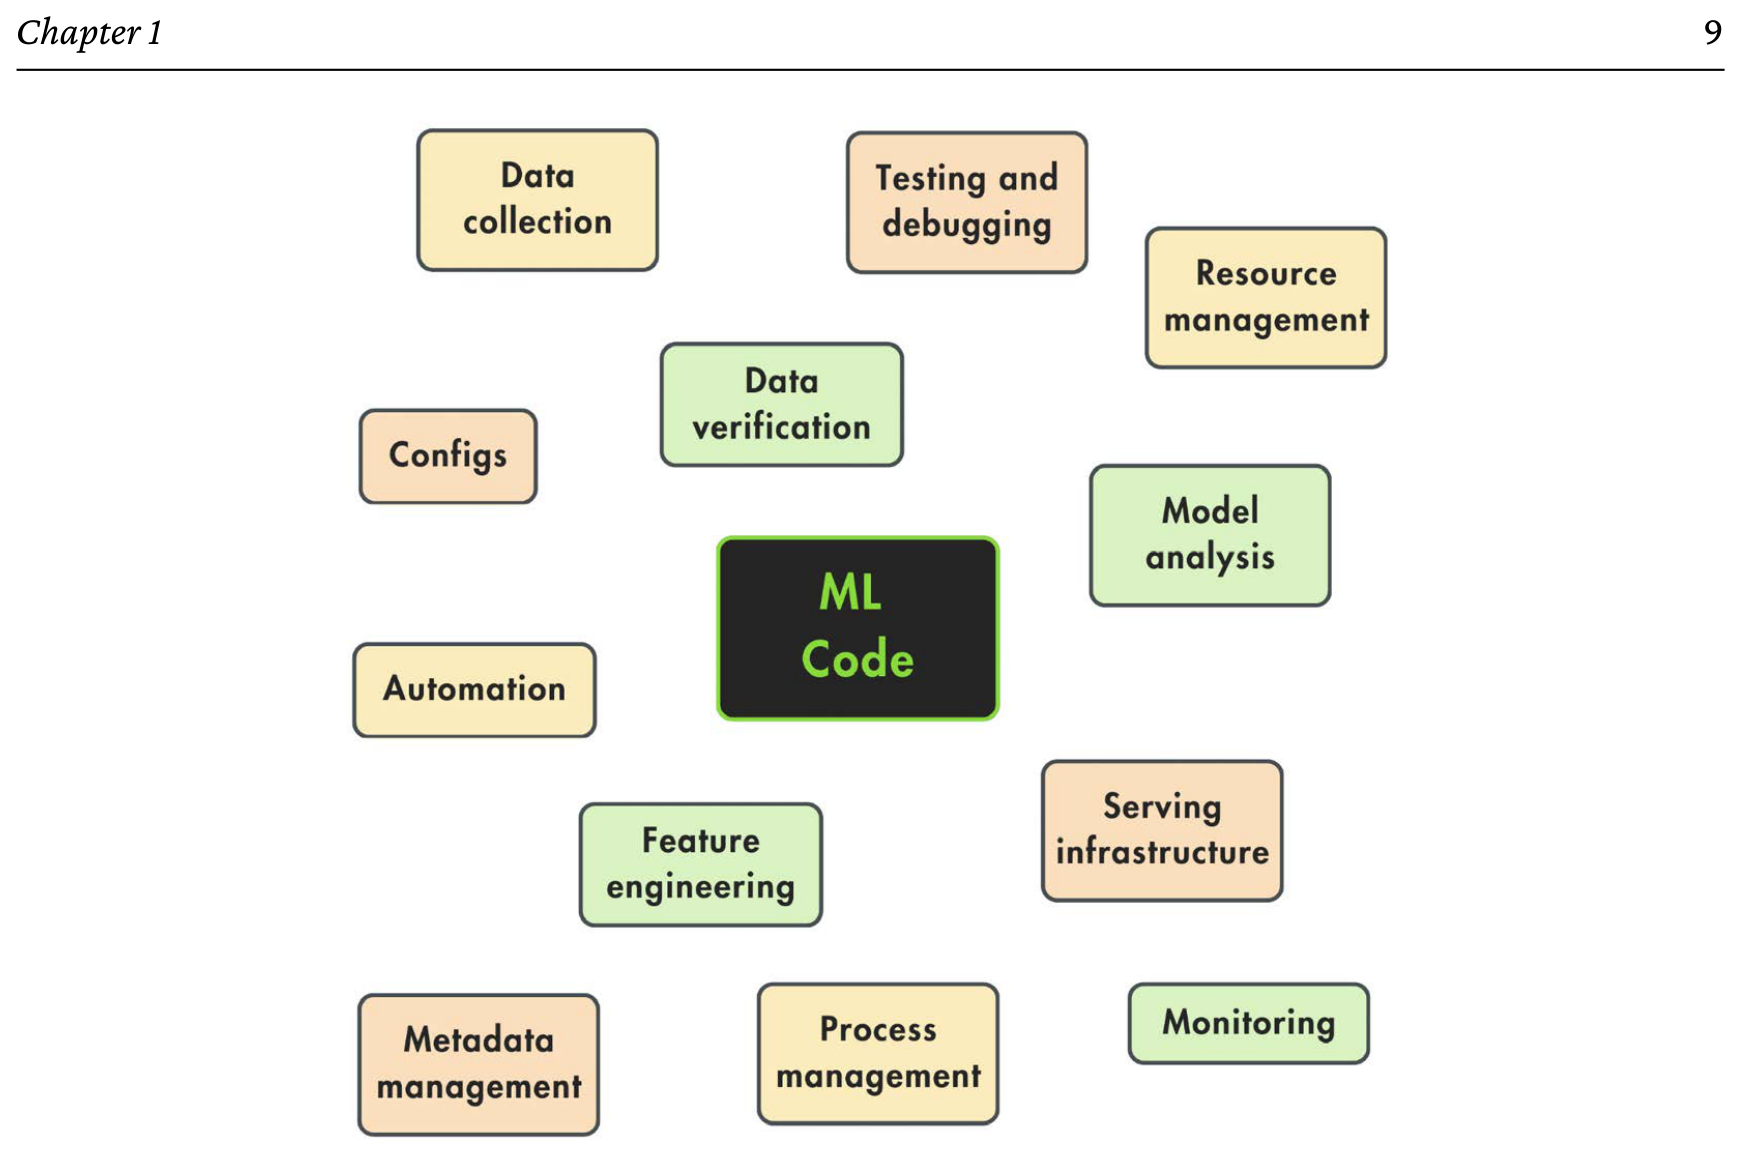 Chapter 1
9
Data
collection
Testing and
debugging
Resource
management
Data
verification
Configs
Model
analysis
ML
Code
Automation
Serving
infrastructure
Feature
engineering
Metadata
management
Process
management
Monitoring